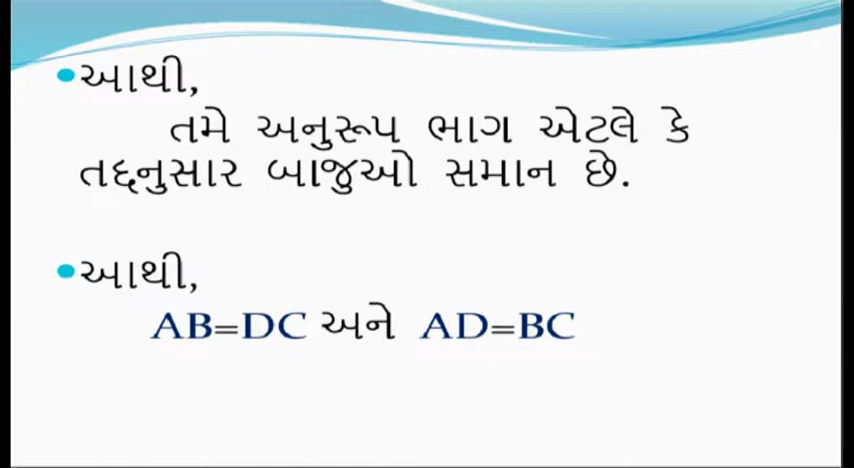 •આથી,
તમે અનુરૂપ ભાગ એટલે કે
તદ્દનુસાર બાજુઓ સમાન છે.
•આથી,
AB=DC અને AD=BC